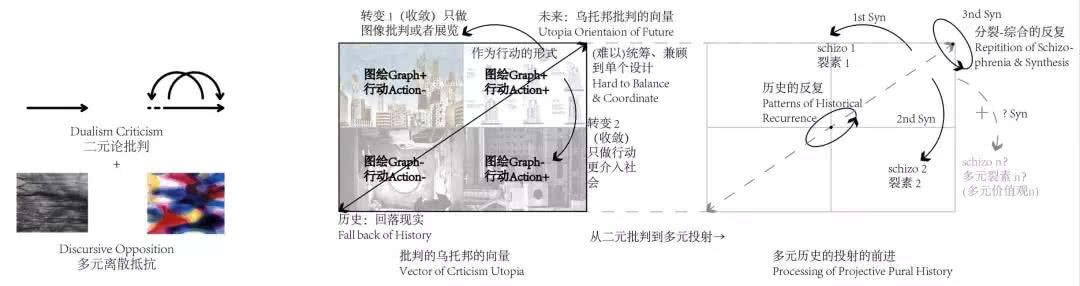 Dualism Criticism
二元论批判
+
Discursive Opposition
多元离散抵抗
转变 1（收敛）只做
图像批判或者展览
未来：乌托邦批判的向量
Utopia Orientaion of Future
作为行动的形式
图绘Graph+
行动Action-
图绘Graph+
行动Action+
(难以)统筹、兼顾
到单个设计
Hard to Balance
& Coordinate
转变 2
（收敛）
只做行动
更介入社
会
图绘Graph-
行动Action-
图绘Graph-
行动Action+
历史：回落现实
Fall back of History
批判的乌托邦的向量
Vector of Crticism Utopia
从二元批判到多元投射→
1st Syn
3nd Syn
分裂-综合的反复
Repitition of Schizo-
phrenia & Synthesis
schizo 1
裂素 1
历史的反复
Patterns of Historical
Recurrence
2nd Syn
+ ? Syn
schizo 2
裂素 2
schizo n?
多元裂素 n?
(多元价值观n)
多元历史的投射的前进
Processing of Projective Pural History